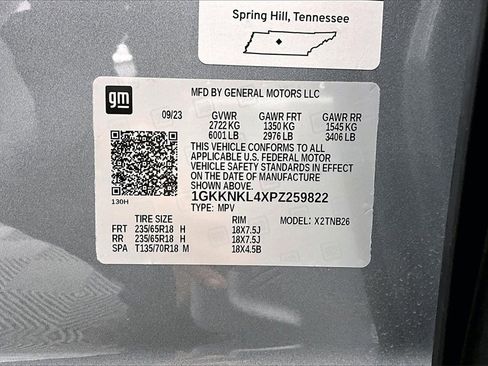 Spring Hill, Tennessee
gm
MFD BY GENERAL MOTORS LLC
09/23 GVWR GAWR FRT GAWR RR
2722 KG 1350 KG 1545 KG
6001 LB 2976 LB 3406 LB
THIS VEHICLE CONFORMS TO ALL
APPLICABLE U.S. FEDERAL MOTOR
VEHICLE SAFETY STANDARDS IN EFFECT
ON THE DATE OF MANUFACTURE
SHOWN ABOVE.
130H
1GKKNKL4XPZ259822
TYPE: MPV
TIRE SIZE RIM MODEL: X2TNB26
FRT 235/65R18 H 18X7.5J
RR 235/65R18 H 18X7.5J
SPA T135/70R18 M 18X4.5B